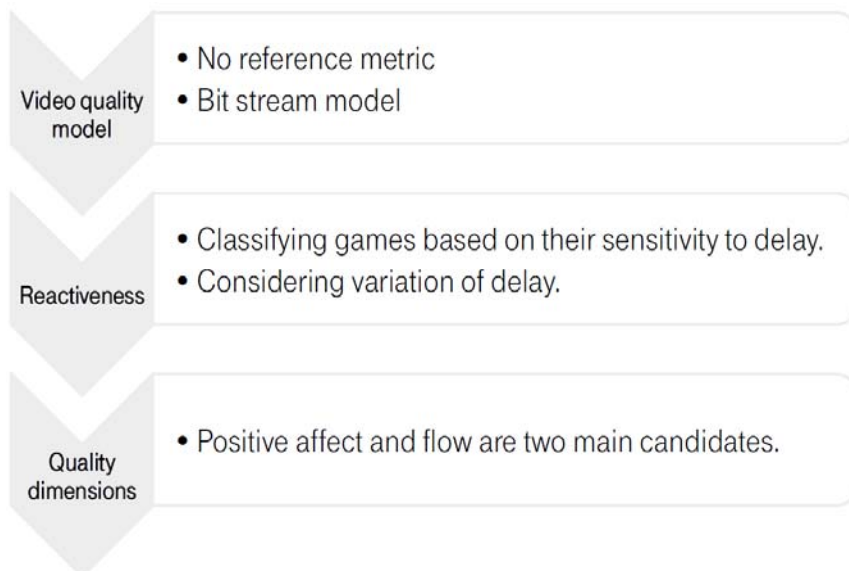 Video quality
model
• No reference metric
• Bit stream model
Reactiveness
• Classifying games based on their sensitivity to delay.
• Considering variation of delay.
Quality
dimensions
• Positive affect and flow are two main candidates.